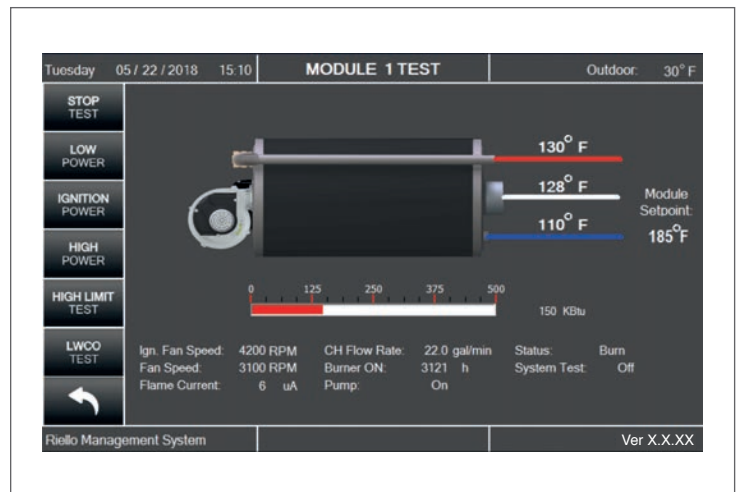 Tuesday 05 / 22 / 2018 15:10 MODULE 1 TEST Outdoor: 30° F
STOP
TEST
LOW
POWER
IGNITION
POWER
HIGH
POWER
HIGH LIMIT
TEST
LWCO
TEST
130° F
128° F
110° F
Module
Setpoint:
185°F
0 125 250 375 500
150 KBtu
Ign. Fan Speed: 4200 RPM CH Flow Rate: 22.0 gal/min Status: Burn
Fan Speed: 3100 RPM Burner ON: 3121 h System Test: Off
Flame Current: 6 uA Pump: On
Riello Management System Ver X.X.XX